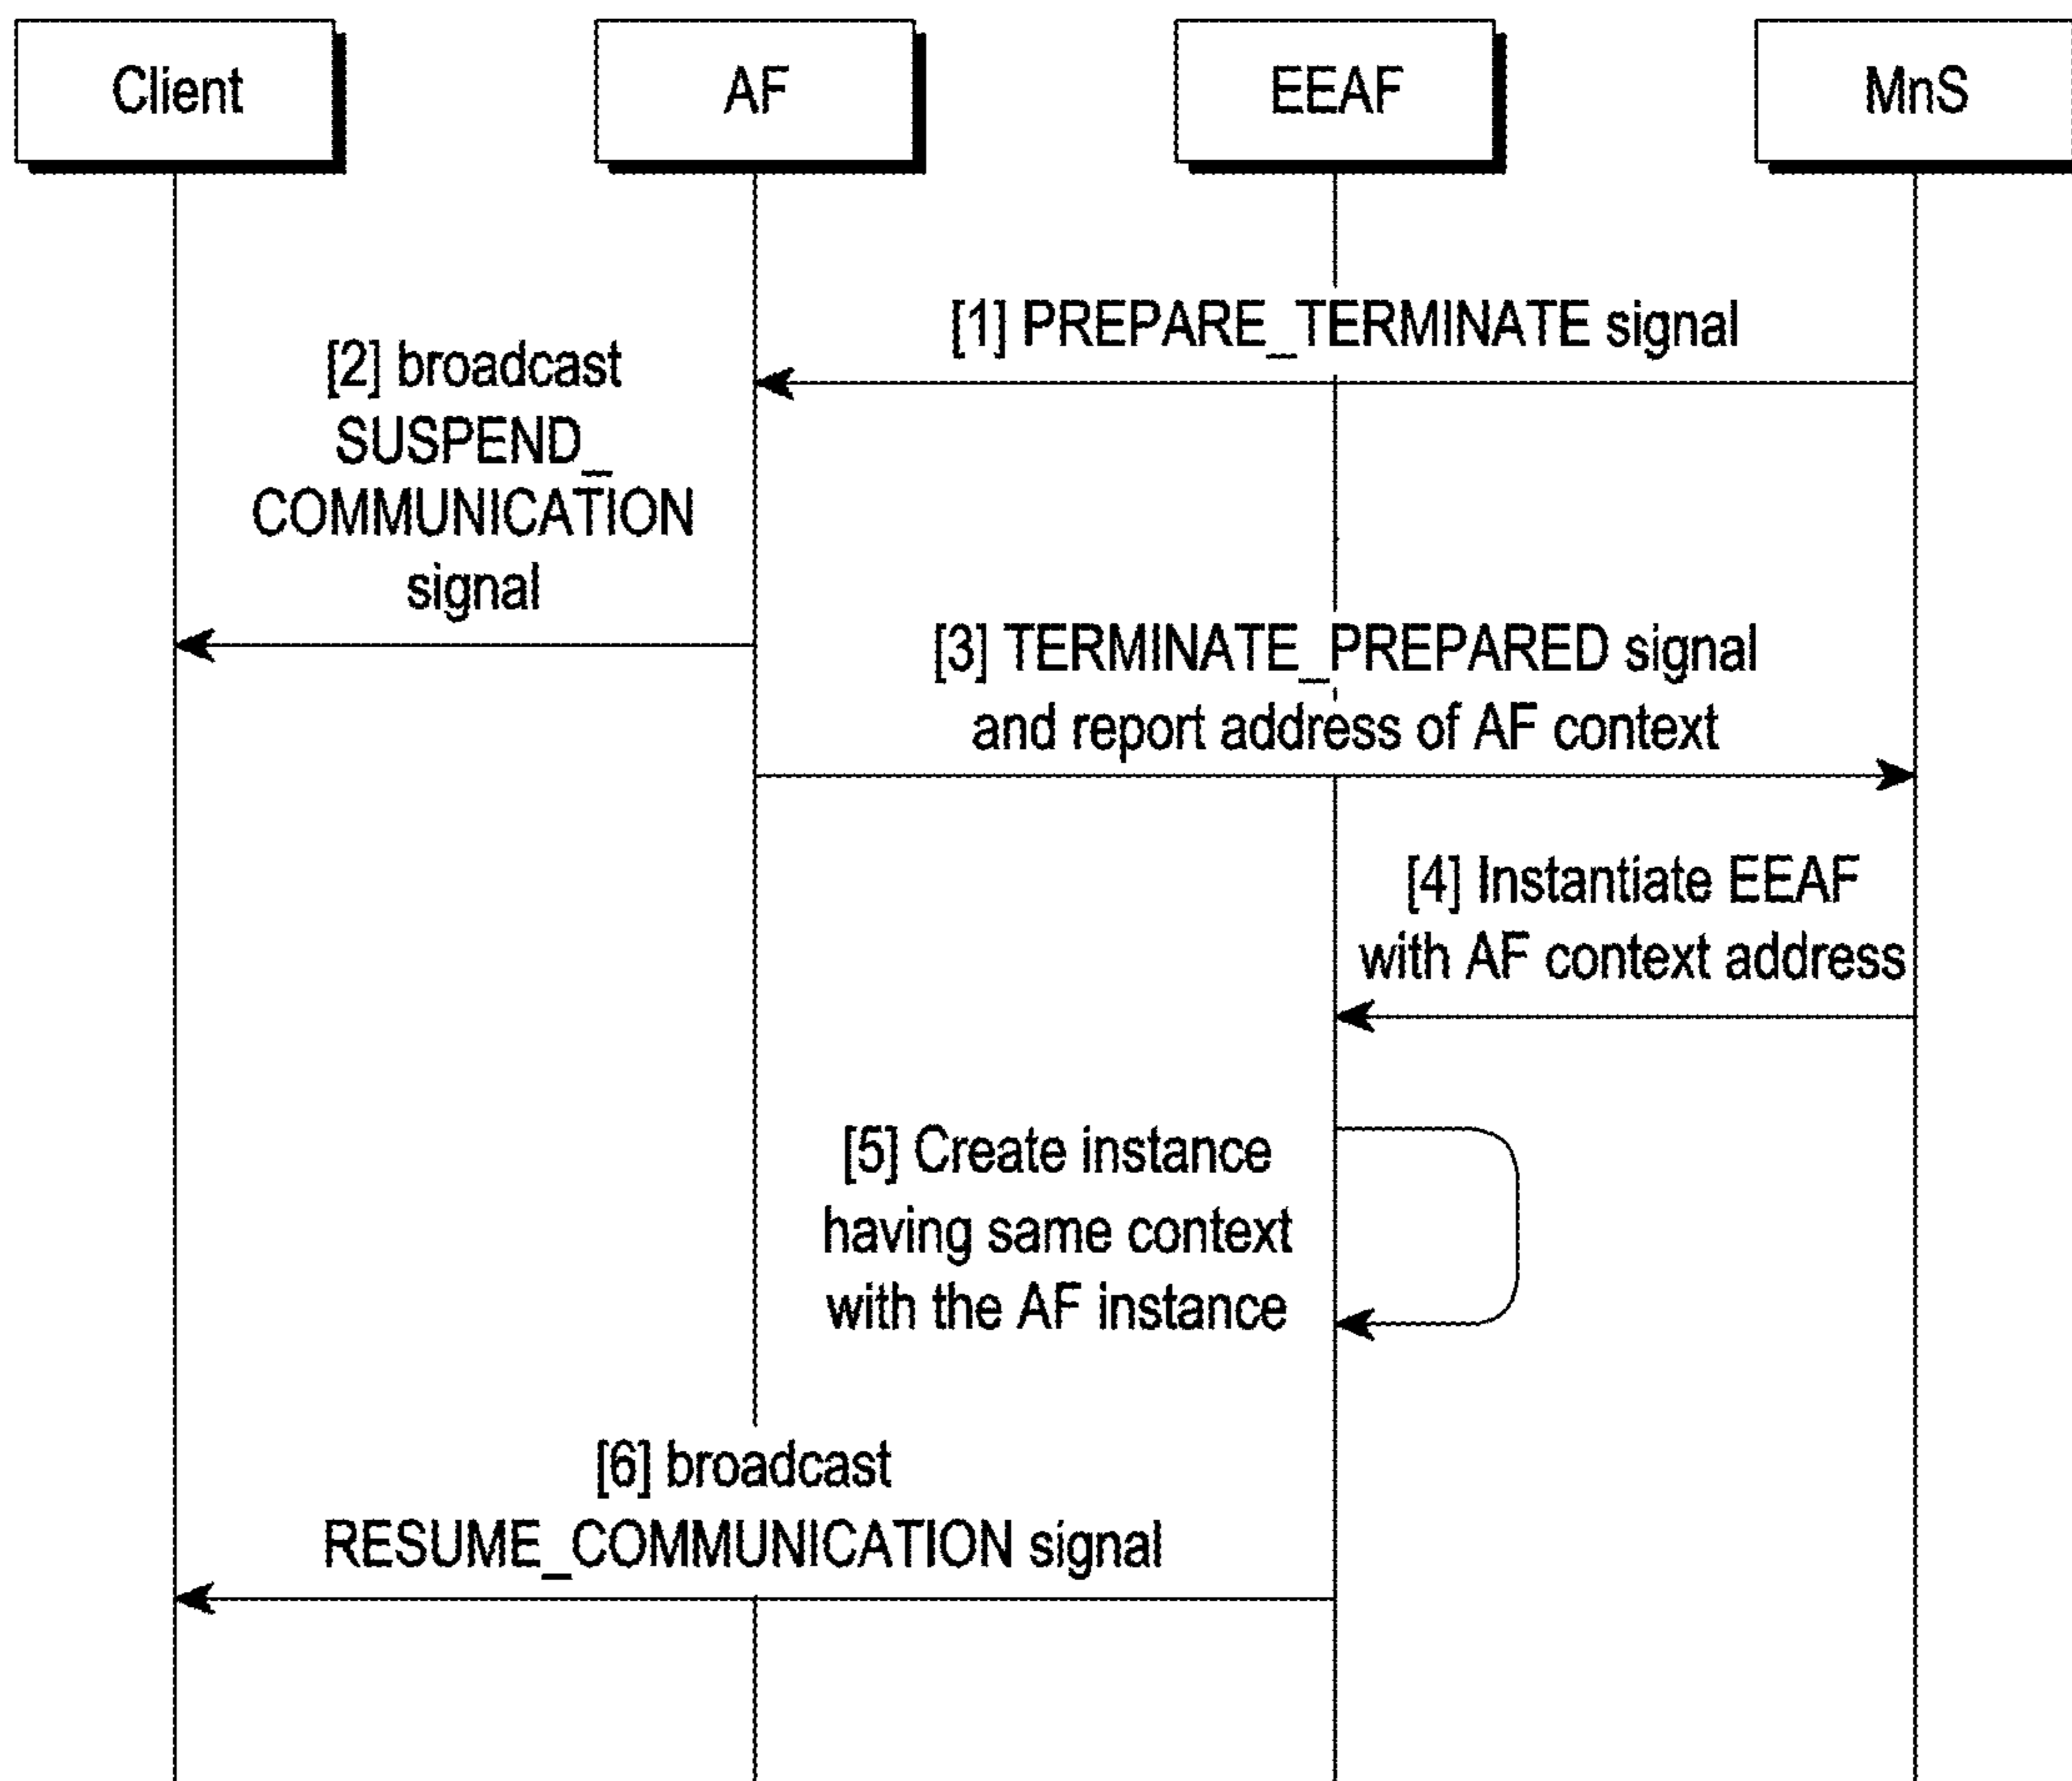 Client
AF
EEAF
MnS
[1] PREPARE_TERMINATE signal
[2] broadcast
SUSPEND_
COMMUNICATION
signal
[3] TERMINATE_PREPARED signal
and report address of AF context
[4] Instantiate EEAF
with AF context address
[5] Create instance
having same context
with the AF instance
[6] broadcast
RESUME_COMMUNICATION signal